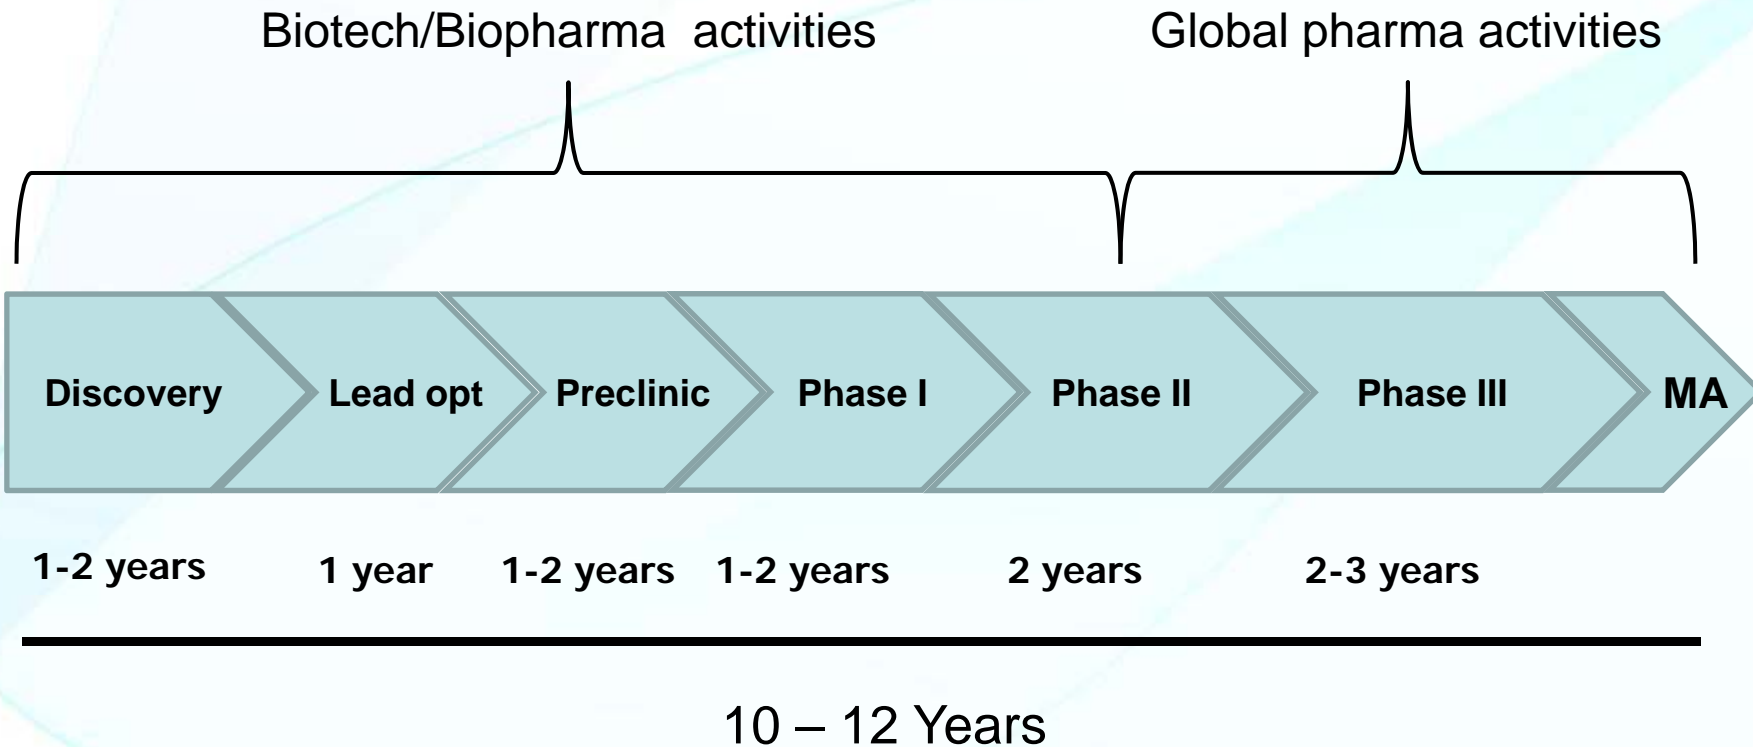 Biotech/Biopharma activities
Global pharma activities
Discovery
Lead opt
Preclinic
Phase I
Phase II
Phase III
MA
1-2 years
1 year
1-2 years
1-2 years
2 years
2-3 years
10 – 12 Years